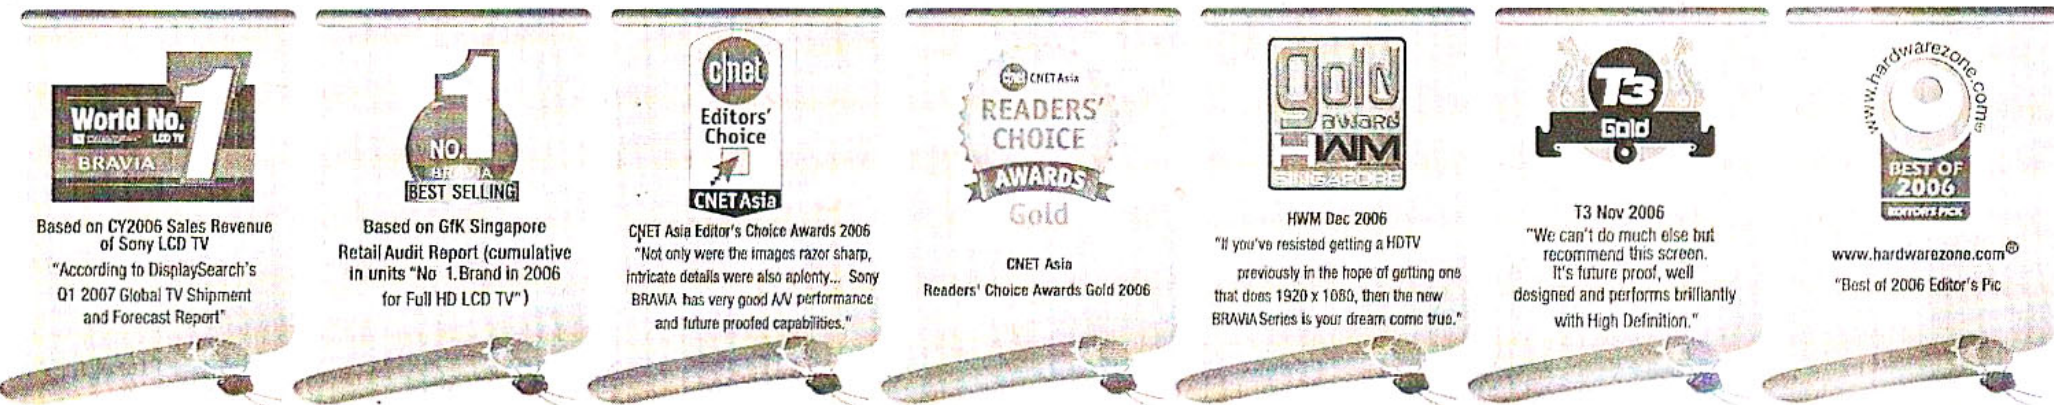 World No. 1
LCD TV
BRAVIA
Based on CY2006 Sales Revenue
of Sony LCD TV
"According to DisplaySearch's
Q1 2007 Global TV Shipment
and Forecast Report"
NO. 1
BRAVIA
BEST SELLING
Based on GfK Singapore
Retail Audit Report (cumulative
in units "No 1.Brand in 2006
for Full HD LCD TV")
c|net
Editors'
Choice
CNET Asia
CNET Asia Editor's Choice Awards 2006
"Not only were the images razor sharp,
intricate details were also aplenty... Sony
BRAVIA has very good A/V performance
and future proofed capabilities."
cnet CNET Asia
READERS'
CHOICE
AWARDS
Gold
CNET Asia
Readers' Choice Awards Gold 2006
gold
award
HWM
SINGAPORE
HWM Dec 2006
"If you've resisted getting a HDTV
previously in the hope of getting one
that does 1920 x 1080, then the new
BRAVIA Series is your dream come true."
T3
Gold
T3 Nov 2006
"We can't do much else but
recommend this screen.
It's future proof, well
designed and performs brilliantly
with High Definition."
www.hardwarezone.com
BEST OF
2006
EDITOR'S PICK
www.hardwarezone.com®
"Best of 2006 Editor's Pic